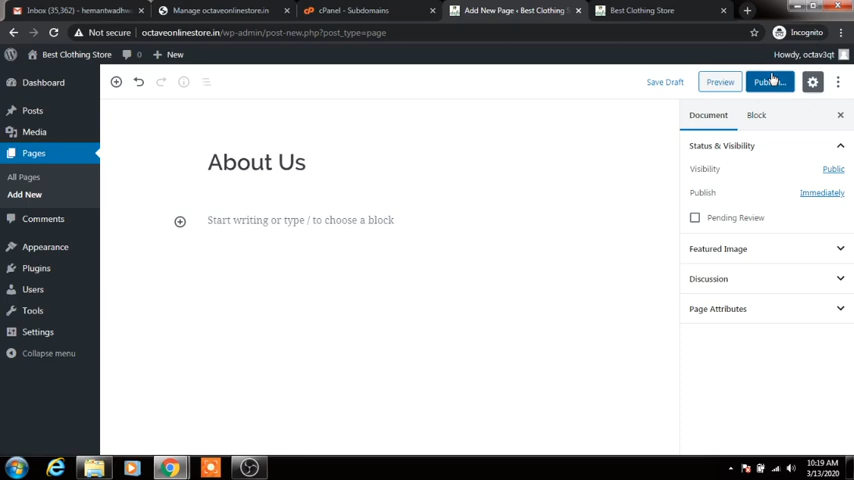 Inbox (35,362) - hemantwadhw
Manage octaveonlinestore.in
cPanel - Subdomains
Add New Page ‹ Best Clothing S
Best Clothing Store
Not secure
octaveonlinestore.in/wp-admin/post-new.php?post_type=page
Incognito
Best Clothing Store
0
New
Howdy, octav3qt
Dashboard
Posts
Media
Pages
All Pages
Add New
Comments
Appearance
Plugins
Users
Tools
Settings
Collapse menu
Save Draft
Preview
About Us
Start writing or type / to choose a block
Document
Block
Status & Visibility
Visibility
Public
Publish
Immediately
Pending Review
Featured Image
Discussion
Page Attributes
10:19 AM
3/13/2020